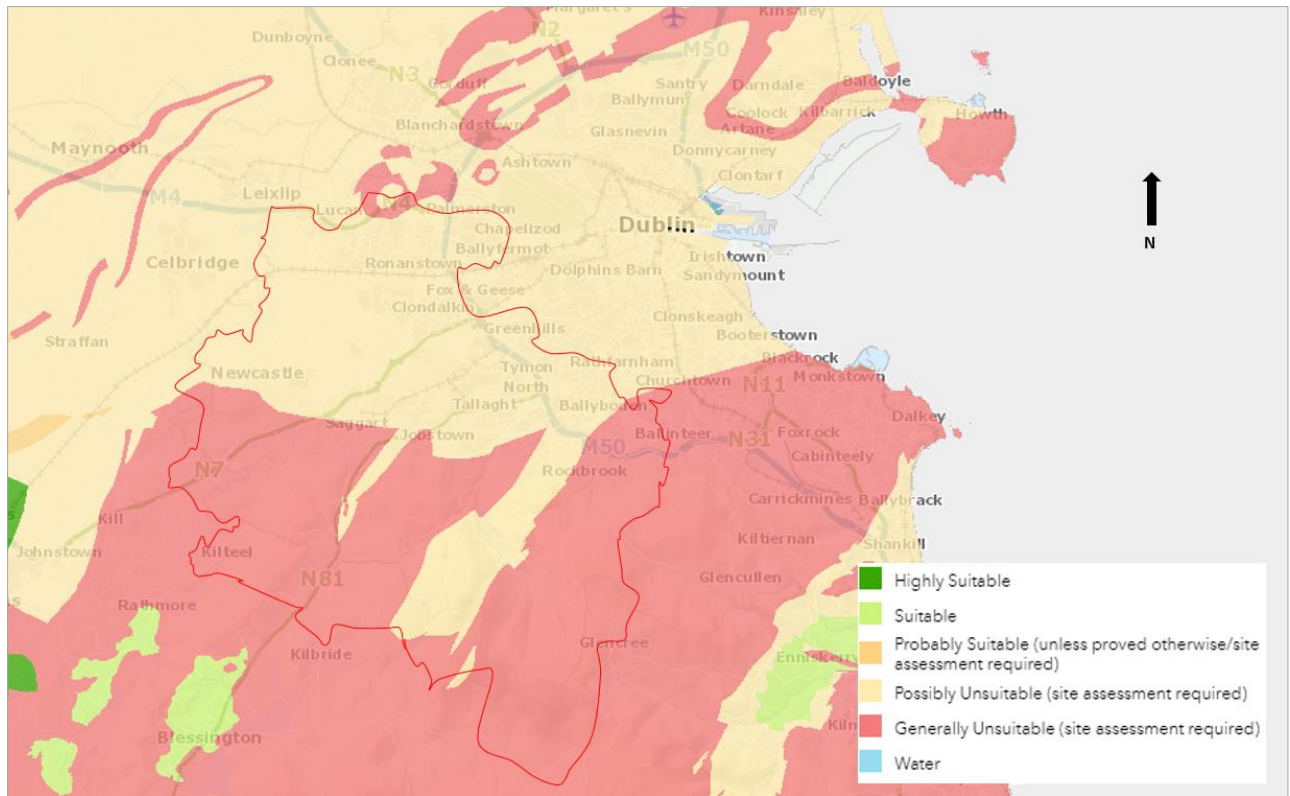 Margaret's
Kinsaley
Dunboyne
N2
Clonee
N3
M50
Corduff
Santry
Darndale
Baldoyle
Ballymun
Coolock
Kilbarrick
Howth
Blanchardstown
Glasnevin
Artane
Maynooth
Ashtown
Donnycarney
Leixlip
Clontarf
M4
Lucan
N4
Palmerston
Chapelizod
Dublin
Ballyfermot
Irishtown
Celbridge
Ronanstown
Dolphins Barn
Sandymount
N
Fox & Geese
Clondalkin
Clonskeagh
Greenhills
Booterstown
Straffan
Rathfarnham
Blackrock
Newcastle
Tymon
North
Churchtown
N11
Monkstown
Tallaght
Ballyboden
Dalkey
Saggart
Jobstown
M50
Ballinteer
N31
Foxrock
N7
Rockbrook
Cabinteely
Carrickmines
Ballybrack
Kill
Kiltiernan
Shankill
Johnstown
Kilteel
N81
Glencullen
Rathmore
Kilbride
Glencree
Enniskerry
Blessington
Highly Suitable
Suitable
Probably Suitable (unless proved otherwise/site
assessment required)
Possibly Unsuitable (site assessment required)
Generally Unsuitable (site assessment required)
Water